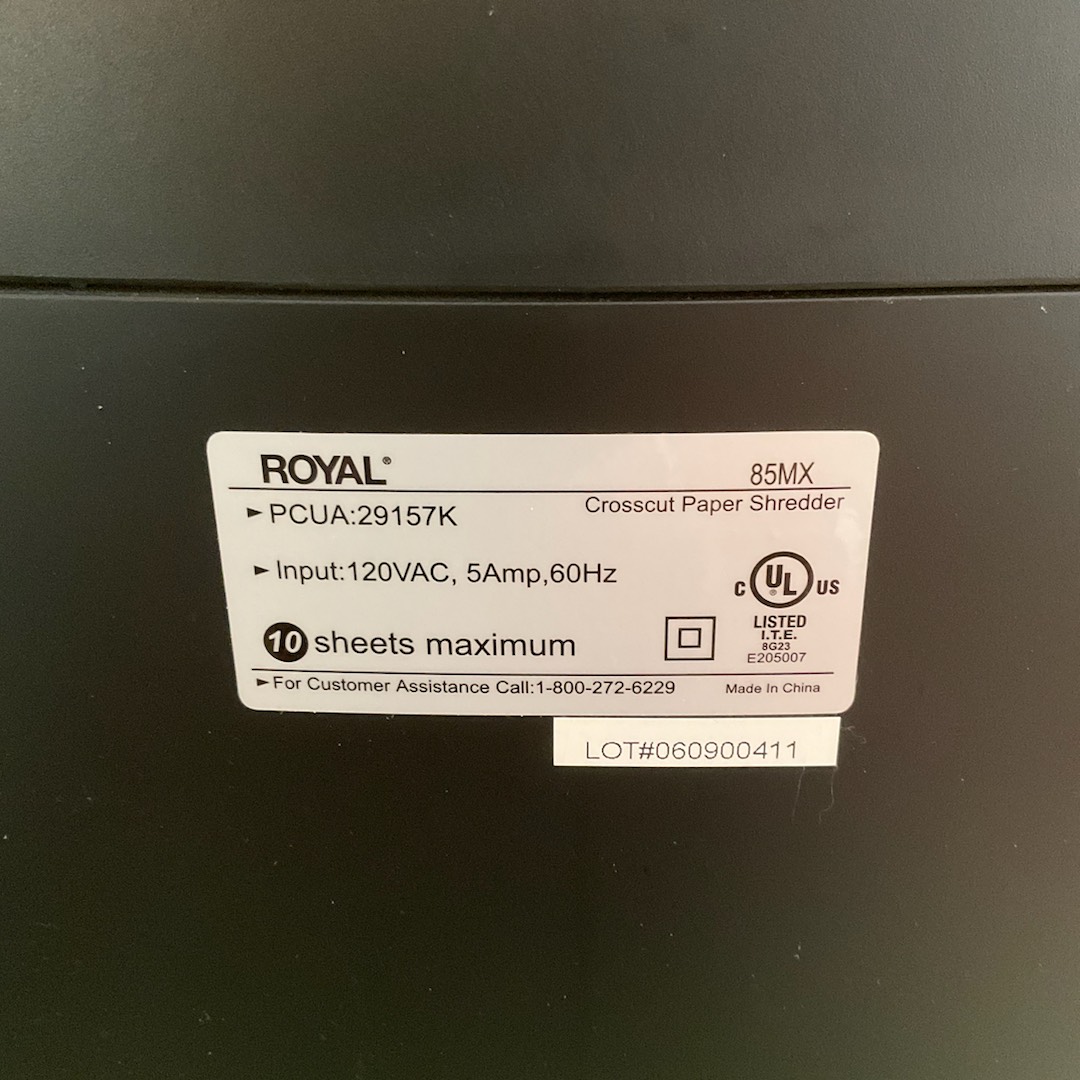 ROYAL® 85MX
Crosscut Paper Shredder
►PCUA:29157K
►Input:120VAC, 5Amp,60Hz
C UL® US
LISTED
I.T.E.
8G23
E205007
10 sheets maximum
►For Customer Assistance Call:1-800-272-6229 Made In China
LOT#060900411